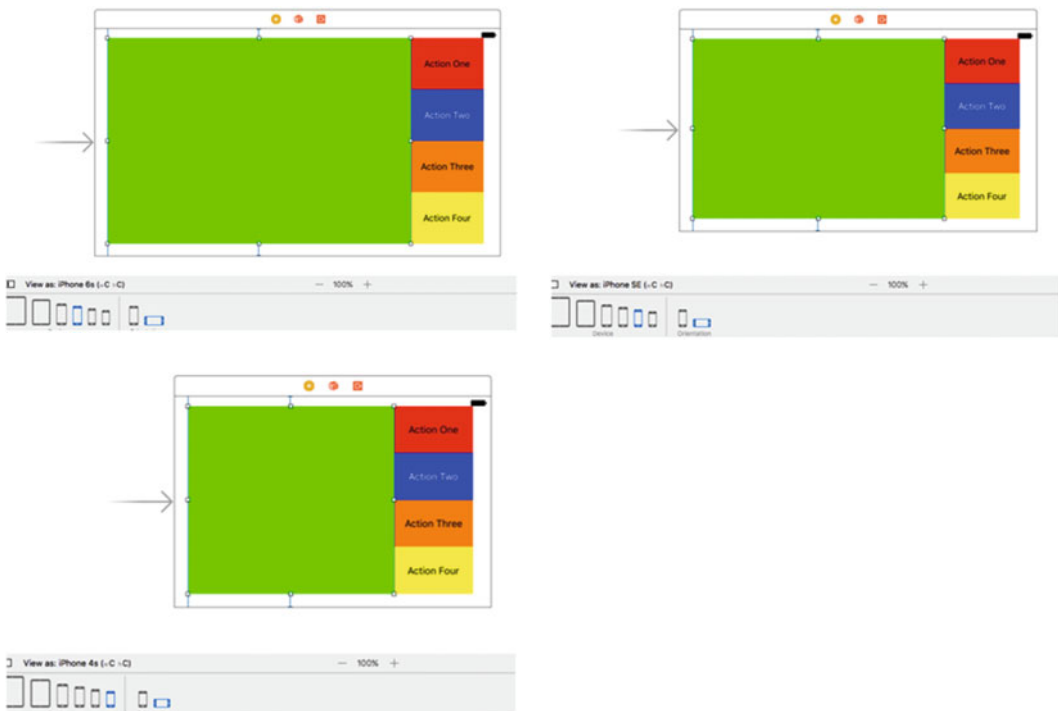 Action One
Action Two
Action Three
Action Four
View as: iPhone 6s (wC hC)
100%
Action One
Action Two
Action Three
Action Four
View as: iPhone SE (wC hC)
100%
Device
Orientation
Action One
Action Two
Action Three
Action Four
View as: iPhone 4s (wC hC)
100%